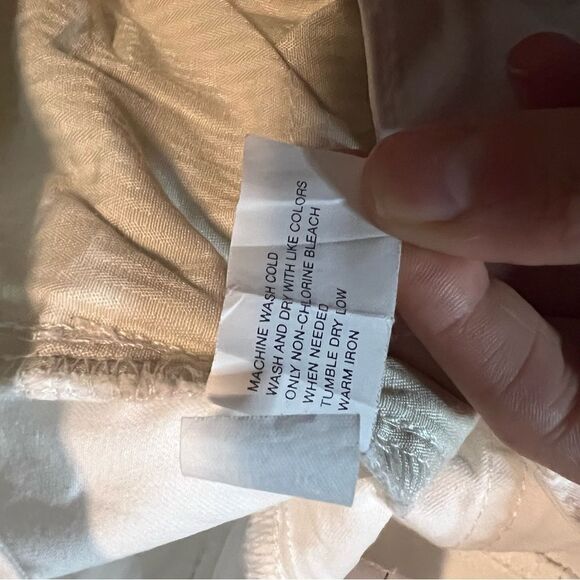 MACHINE WASH COLD
WASH AND DRY WITH LIKE COLORS
ONLY NON-CHLORINE BLEACH
WHEN NEEDED
TUMBLE DRY LOW
WARM IRON